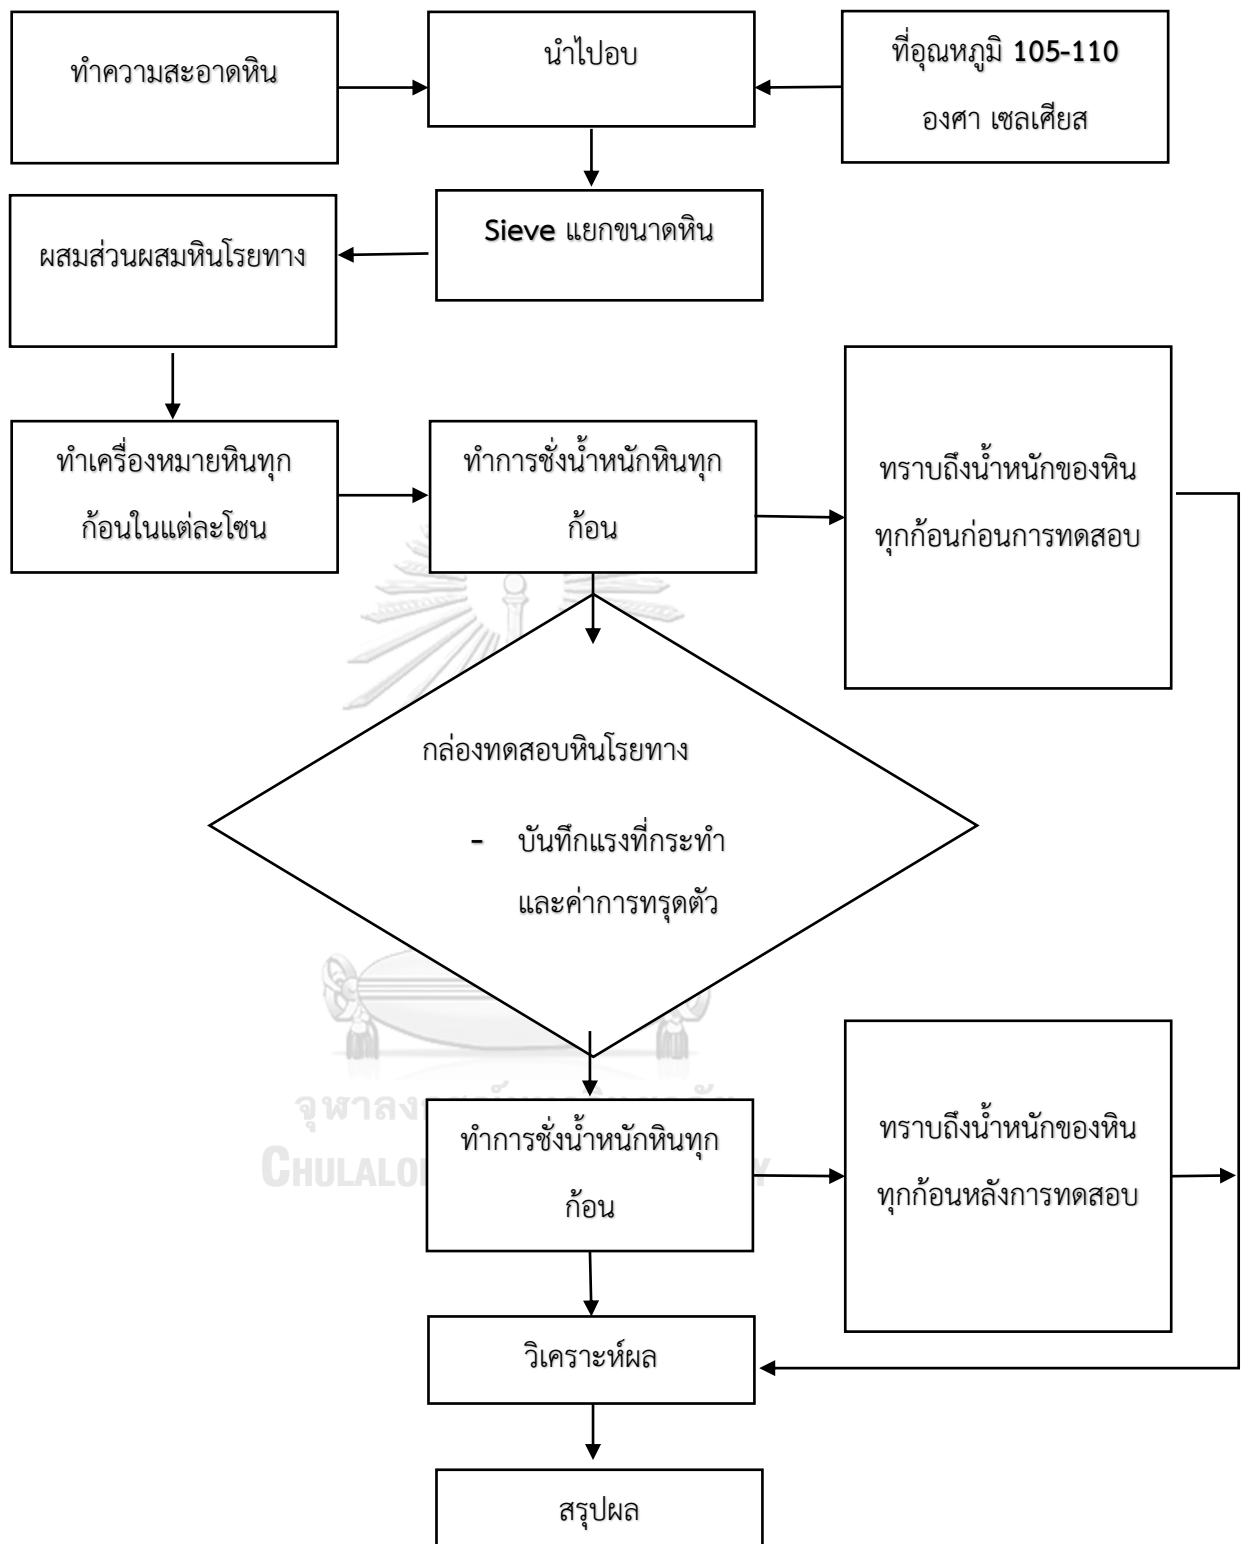 ทำความสะอาดหิน
นำไปอบ
ที่อุณหภูมิ 105-110
องศา เซลเศียส
Sieve แยกขนาดหิน
ผสมส่วนผสมหินโรยทาง
ทำเครื่องหมายหินทุก
ก้อนในแต่ละโซน
ทำการชั่งน้ำหนักหินทุก
ก้อน
ทราบถึงน้ำหนักของหิน
ทุกก้อนก่อนการทดสอบ
กล่องทดสอบหินโรยทาง
- บันทึกแรงที่กระทำ
และค่าการทรุดตัว
ทำการชั่งน้ำหนักหินทุก
ก้อน
ทราบถึงน้ำหนักของหิน
ทุกก้อนหลังการทดสอบ
วิเคราะห์ผล
สรุปผล